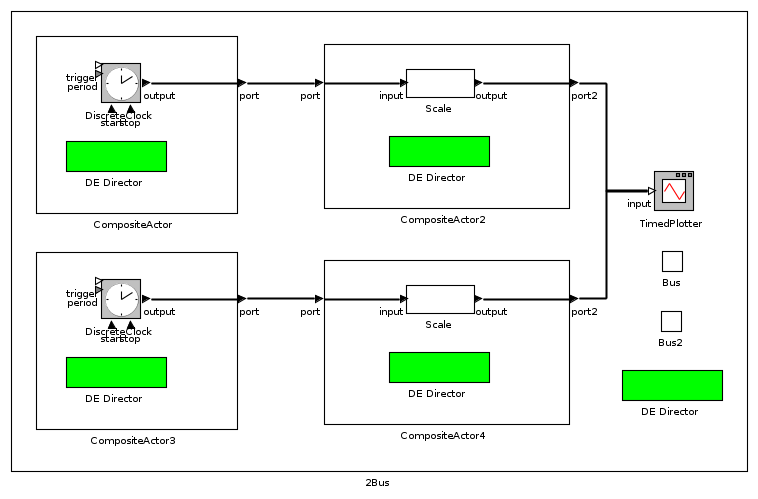 trigger
period
output
port
port
input
output
port2
DiscreteClock
start
stop
Scale
DE Director
DE Director
CompositeActor
CompositeActor2
input
TimedPlotter
trigger
period
output
port
port
input
output
port2
DiscreteClock
start
stop
Scale
Bus
Bus2
DE Director
DE Director
DE Director
CompositeActor3
CompositeActor4
2Bus